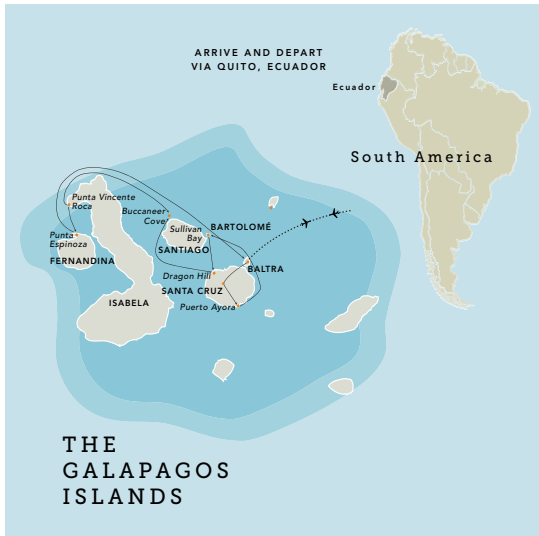 ARRIVE AND DEPART
VIA QUITO, ECUADOR
Ecuador
South America
Punta Vincente
Roca
Buccaneer
Cove
Punta
Espinoza
Sullivan
Bay
BARTOLOMÉ
SANTIAGO
FERNANDINA
BALTRA
Dragon Hill
SANTA CRUZ
ISABELA
Puerto Ayora
THE
GALAPAGOS
ISLANDS